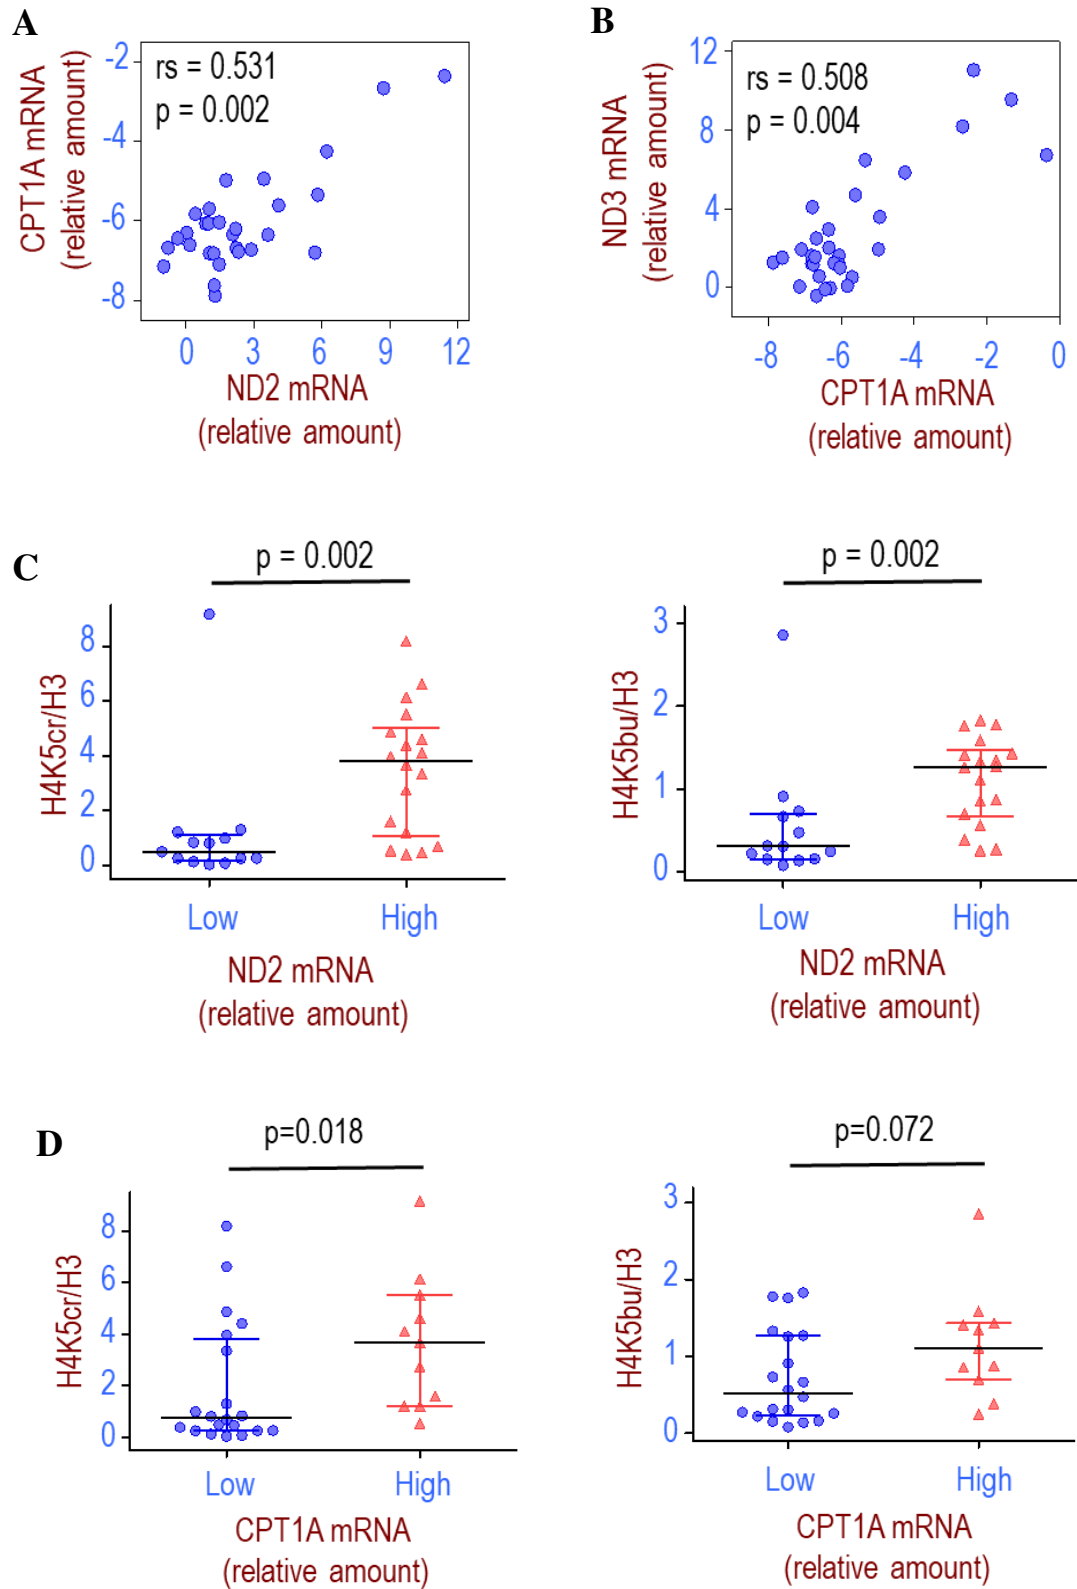 A
CPT1A mRNA
(relative amount)
-2
-4
-6
-8
rs = 0.531
p = 0.002
0 3 6 9 12
ND2 mRNA
(relative amount)
B
ND3 mRNA
(relative amount)
12
8
4
0
rs = 0.508
p = 0.004
-8 -6 -4 -2 0
CPT1A mRNA
(relative amount)
C
p = 0.002
H4K5cr/H3
8
6
4
2
0
Low High
ND2 mRNA
(relative amount)
p = 0.002
H4K5bu/H3
3
2
1
0
Low High
ND2 mRNA
(relative amount)
D
p=0.018
H4K5cr/H3
8
6
4
2
0
Low High
CPT1A mRNA
(relative amount)
p=0.072
H4K5bu/H3
3
2
1
0
Low High
CPT1A mRNA
(relative amount)